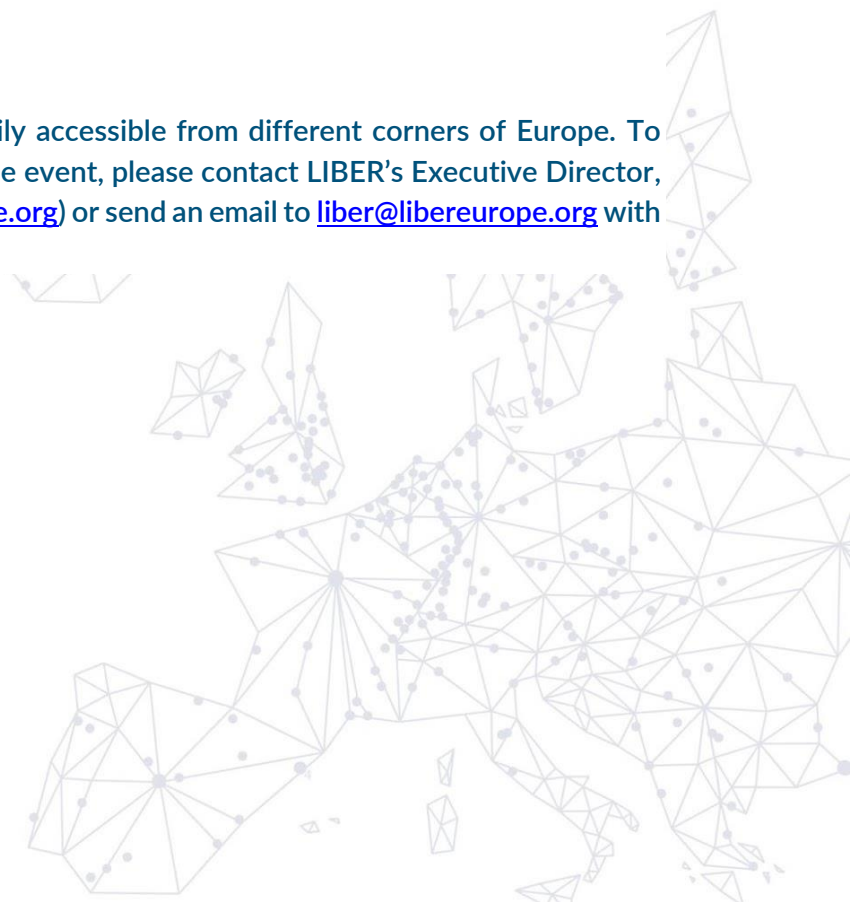 ily accessible from different corners of Europe. To
e event, please contact LIBER’s Executive Director,
e.org) or send an email to liber@libereurope.org with
4